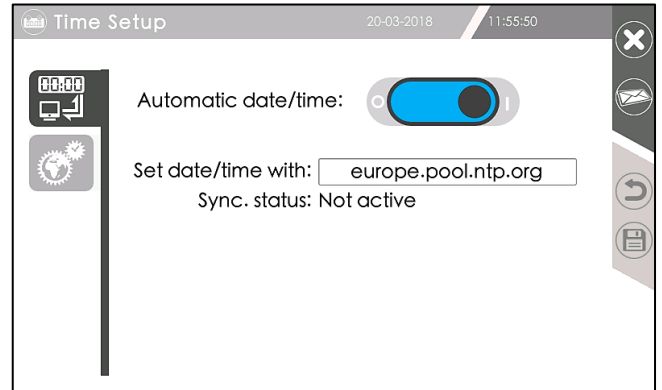 Time Setup 20-03-2018 11:55:50
00:00
Automatic date/time: O I
Set date/time with: europe.pool.ntp.org
Sync. status: Not active